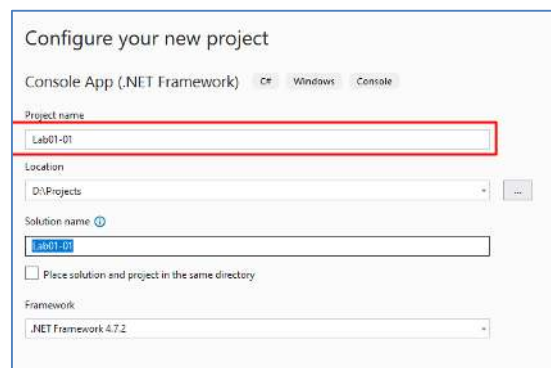 Configure your new project
Console App (.NET Framework) C# Windows Console
Project name
Lab01-01
Location
D:\Projects
...
Solution name
Lab01-01
Place solution and project in the same directory
Framework
.NET Framework 4.7.2